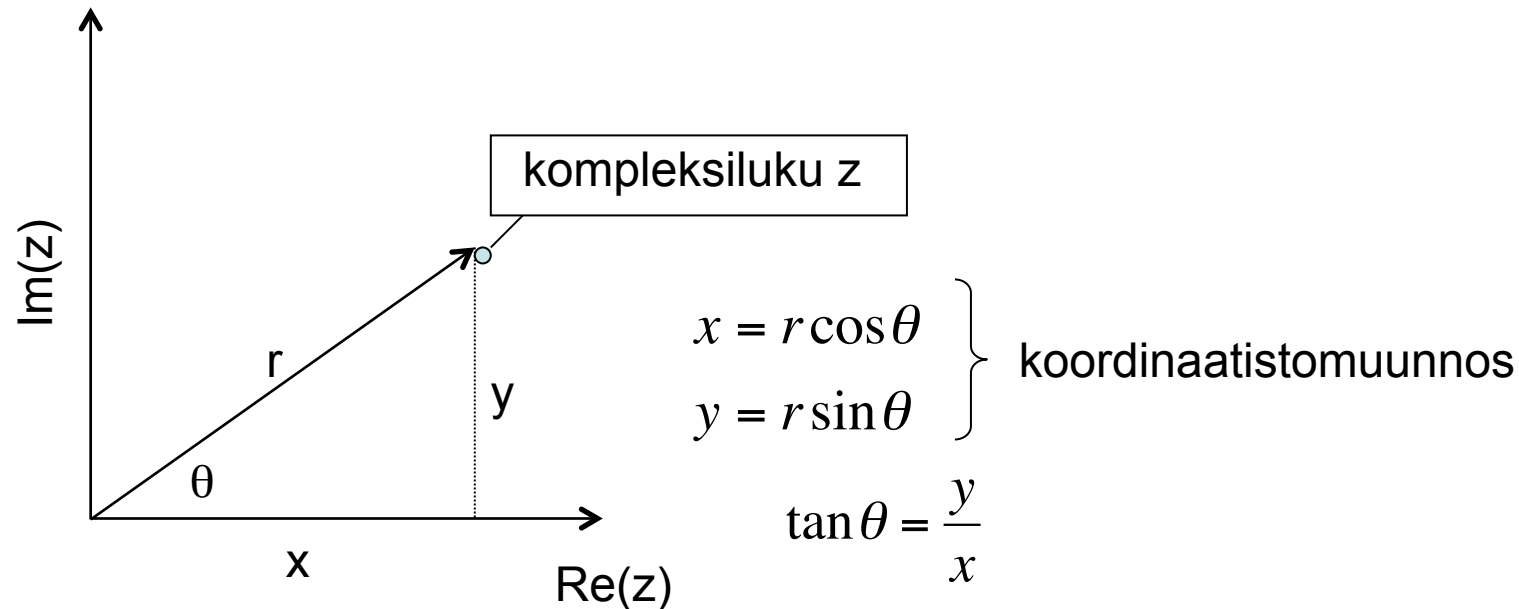 kompleksiluku z
Im(z)
r
y
θ
x
Re(z)
x = r cos θ
y = r sin θ
koordinaatistomuunnos
tan θ = y/x